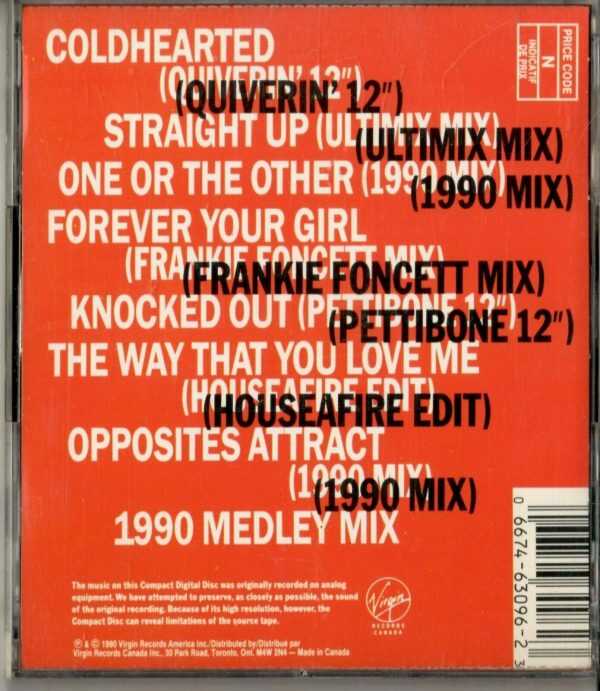 COLDHEARTED
(QUIVERIN' 12")
(QUIVERIN' 12")
STRAIGHT UP (ULTIMIX MIX)
(ULTIMIX MIX)
ONE OR THE OTHER (1990 MIX)
(1990 MIX)
FOREVER YOUR GIRL
(FRANKIE FONCETT MIX)
(FRANKIE FONCETT MIX)
KNOCKED OUT (PETTIBONE 12")
(PETTIBONE 12")
THE WAY THAT YOU LOVE ME
(HOUSEAFIRE EDIT)
(HOUSEAFIRE EDIT)
OPPOSITES ATTRACT
(1990 MIX)
(1990 MIX)
1990 MEDLEY MIX
PRICE CODE
N
INDICATIF
DE PRIX
0 6674-63096-2 3
The music on this Compact Digital Disc was originally recorded on analog
equipment. We have attempted to preserve, as closely as possible, the sound
of the original recording. Because of its high resolution, however, the
Compact Disc can reveal limitations of the source tape.
Ⓟ & © 1990 Virgin Records America Inc./Distributed by/Distribué par
Virgin Records Canada Inc., 33 Park Road, Toronto, Ont. M4W 2N4 — Made in Canada
Virgin
RECORDS
CANADA